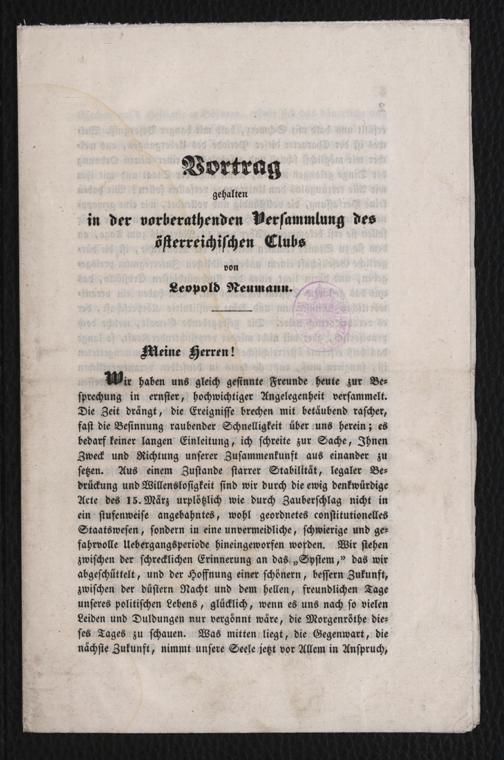 Vortrag
gehalten
in der vorberathenden Versammlung des
österreichischen Clubs
von
Leopold Neumann.
Meine Herren!
Wir haben uns gleich gesinnte Freunde heute zur Be-
sprechung in ernster, hochwichtiger Angelegenheit versammelt.
Die Zeit drängt, die Ereignisse brechen mit betäubend rascher,
fast die Besinnung raubender Schnelligkeit über uns herein; es
bedarf keiner langen Einleitung, ich schreite zur Sache, Ihnen
Zweck und Richtung unserer Zusammenkunft aus einander zu
setzen. Aus einem Zustande starrer Stabilität, legaler Be-
drückung und Willenslosigkeit sind wir durch die ewig denkwürdige
Acte des 15. März urplötzlich wie durch Zauberschlag nicht in
ein stufenweise angebahntes, wohl geordnetes constitutionelles
Staatswesen, sondern in eine unvermeidliche, schwierige und ge-
fahrvolle Uebergangsperiode hineingeworfen worden. Wir stehen
zwischen der schrecklichen Erinnerung an das „System,“ das wir
abgeschüttelt, und der Hoffnung einer schönern, bessern Zukunft,
zwischen der düstern Nacht und dem hellen, freundlichen Tage
unseres politischen Lebens, glücklich, wenn es uns nach so vielen
Leiden und Duldungen nur vergönnt wäre, die Morgenröthe die-
ses Tages zu schauen. Was mitten liegt, die Gegenwart, die
nächste Zukunft, nimmt unsere Seele jetzt vor Allem in Anspruch,